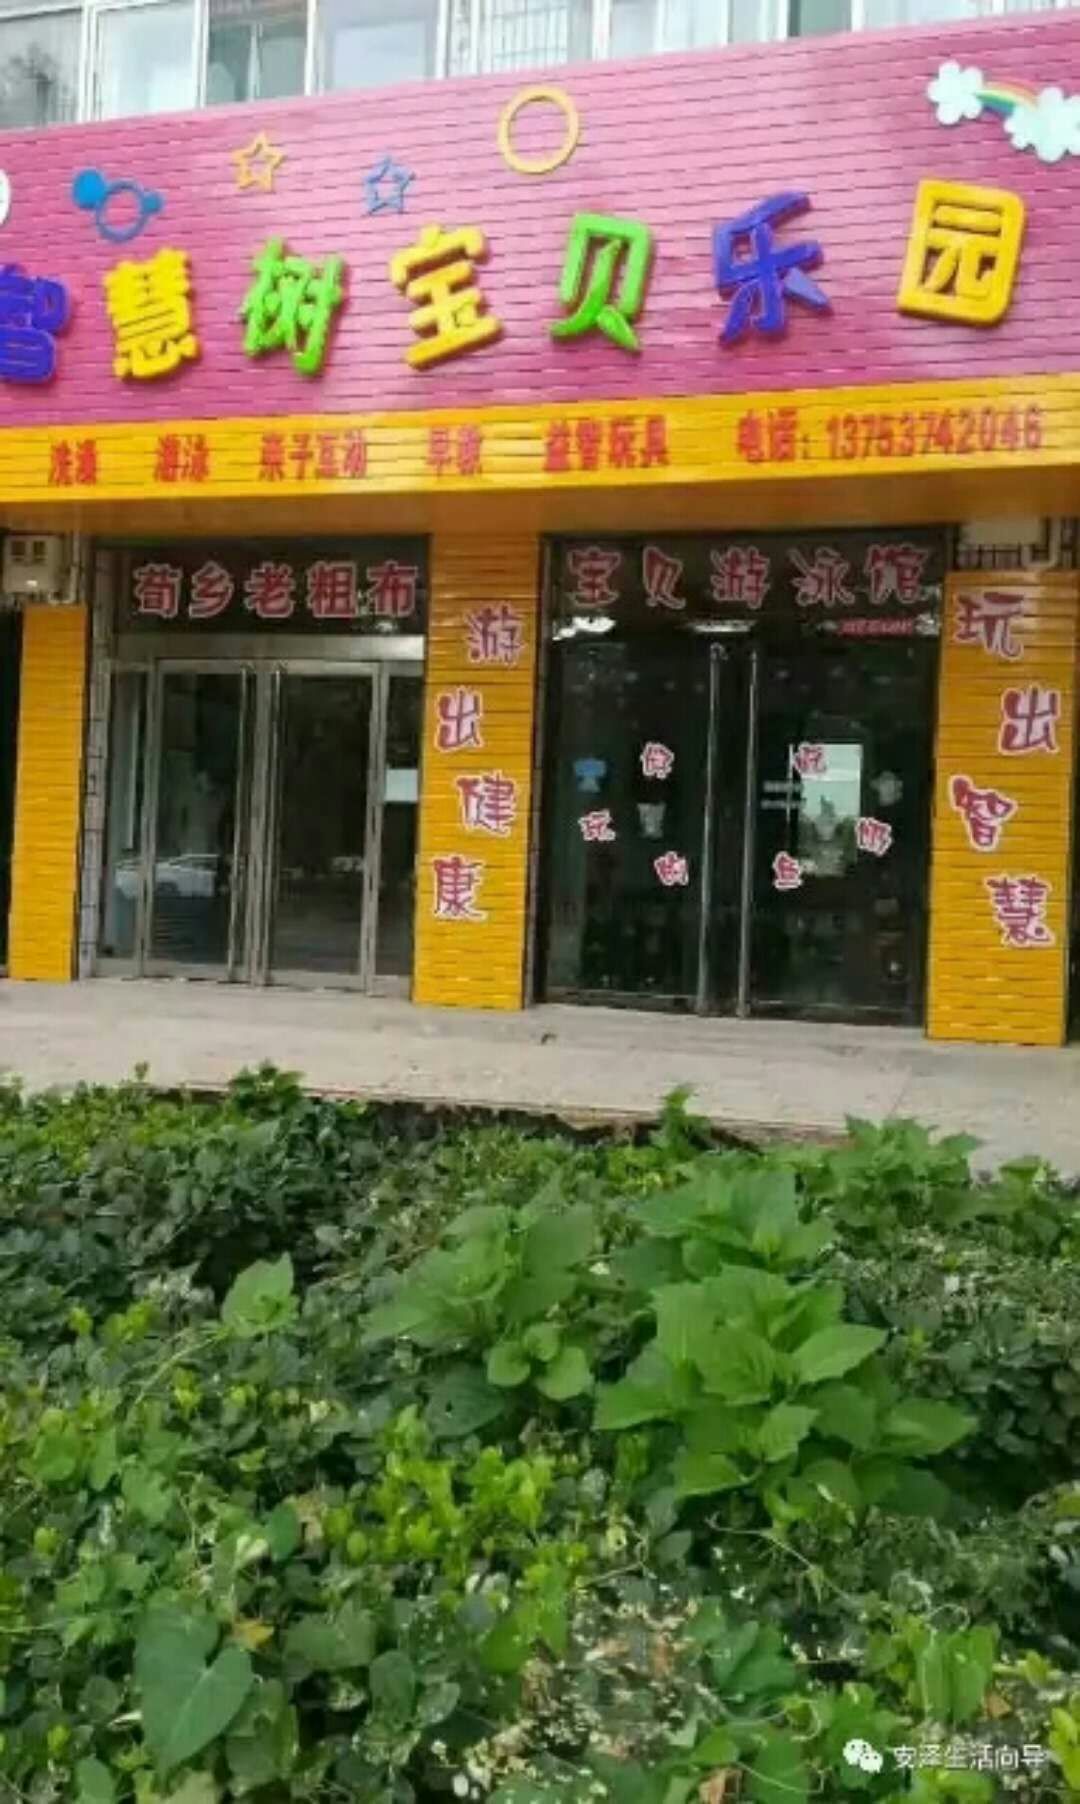 智慧树宝贝乐园
洗澡 游泳 亲子互动 早教 益智玩具 电话:13753742046
荀乡老粗布
宝贝游泳馆
游出健康
玩出智慧
玩
安泽生活向导